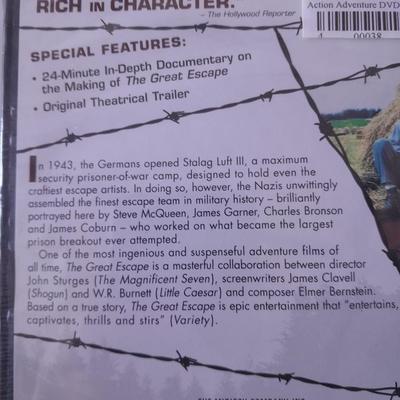 RICH IN CHARACTER."
– The Hollywood Reporter
Action Adventure DVD
00038
SPECIAL FEATURES:
• 24-Minute In-Depth Documentary on
the Making of The Great Escape
• Original Theatrical Trailer
In 1943, the Germans opened Stalag Luft III, a maximum
security prisoner-of-war camp, designed to hold even the
craftiest escape artists. In doing so, however, the Nazis unwittingly
assembled the finest escape team in military history – brilliantly
portrayed here by Steve McQueen, James Garner, Charles Bronson
and James Coburn – who worked on what became the largest
prison breakout ever attempted.
One of the most ingenious and suspenseful adventure films of
all time, The Great Escape is a masterful collaboration between director
John Sturges (The Magnificent Seven), screenwriters James Clavell
(Shogun) and W.R. Burnett (Little Caesar) and composer Elmer Bernstein.
Based on a true story, The Great Escape is epic entertainment that "entertains,
captivates, thrills and stirs" (Variety).